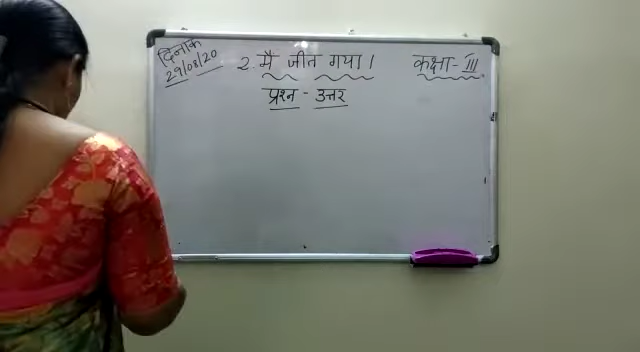 दिनांक
29/08/20
2. मैं जीत गया।
कक्षा - III
प्रश्न - उत्तर